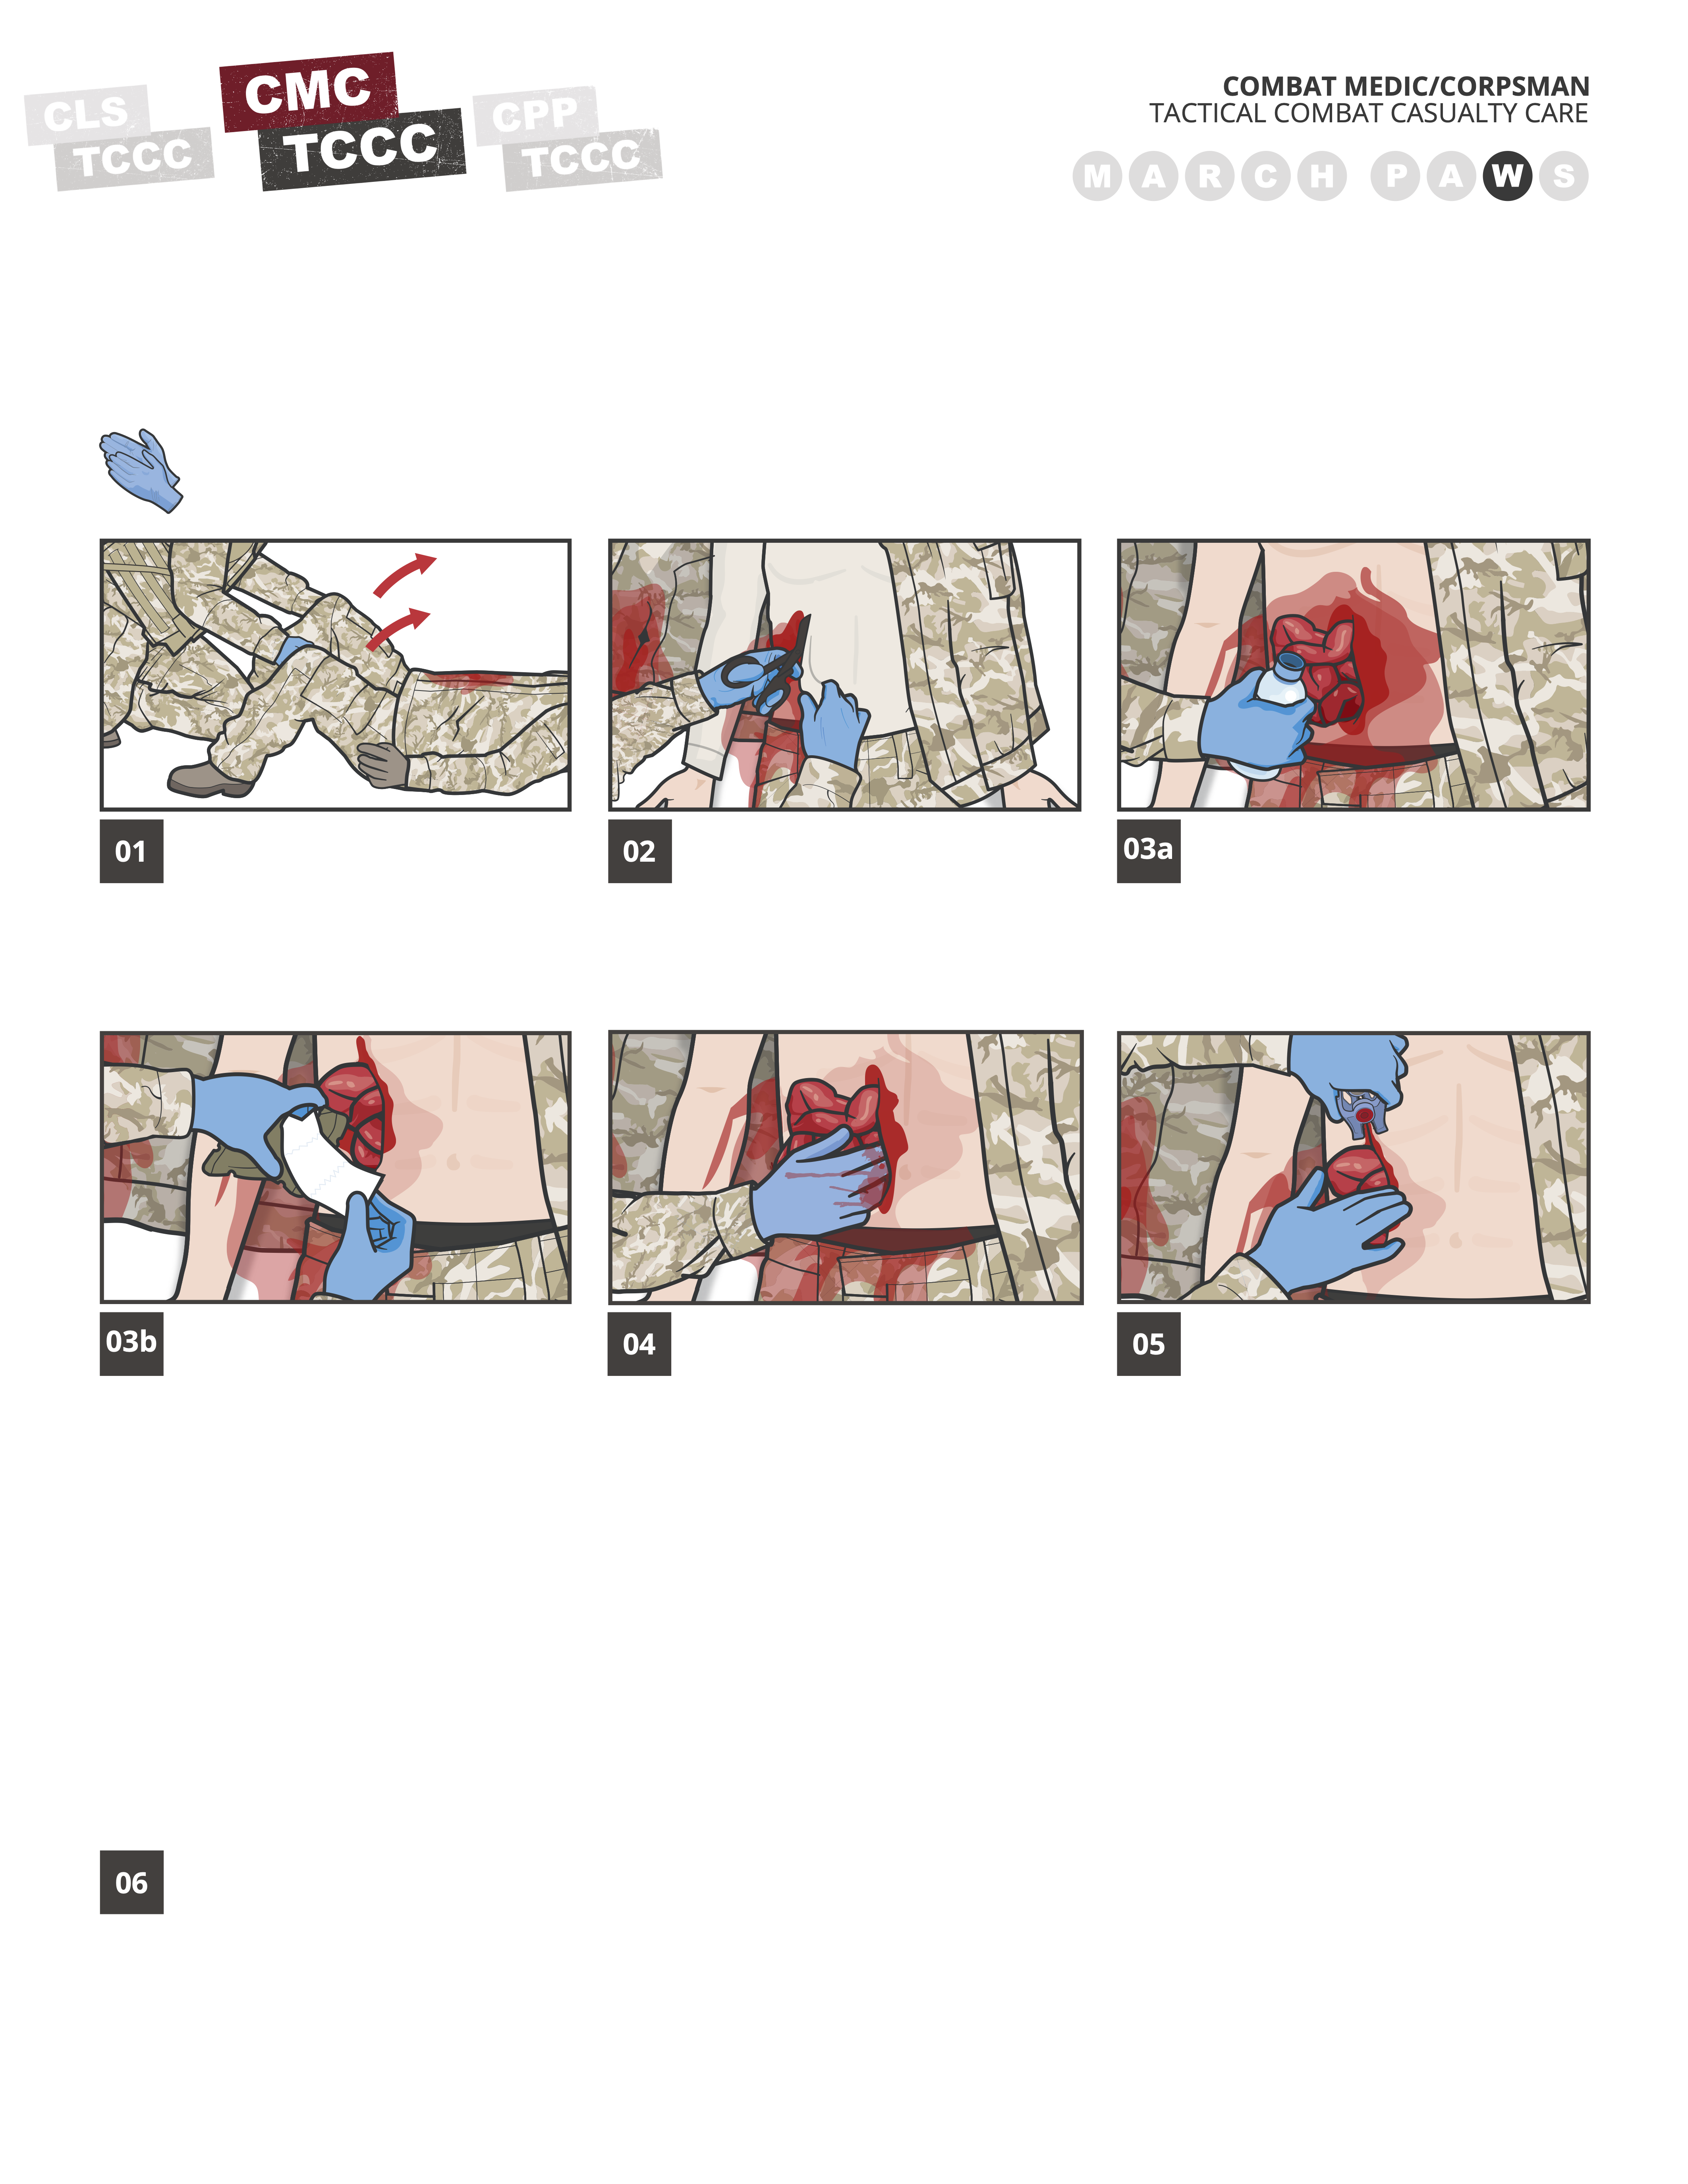 CLS
TCCC
CMC
TCCC
CPP
TCCC
COMBAT MEDIC/CORPSMAN
TACTICAL COMBAT CASUALTY CARE
M A R C H P A W S
01
02
03a
03b
04
05
06